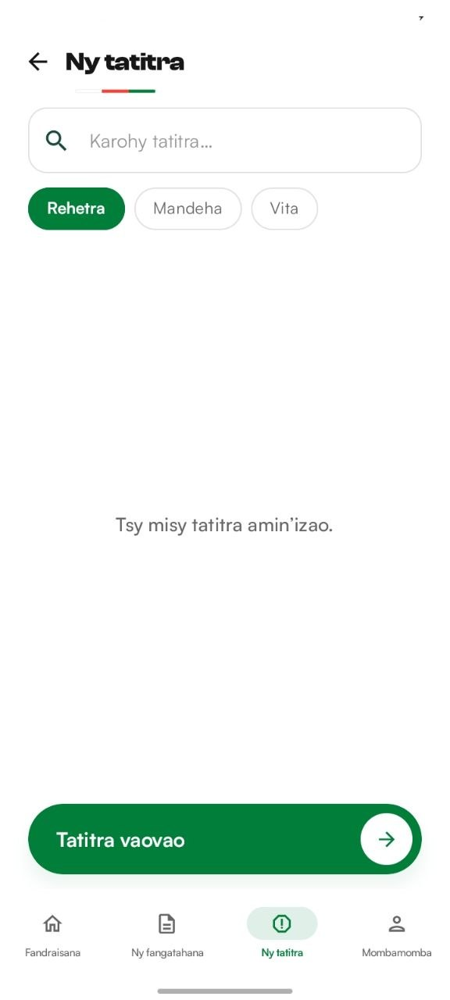 Ny tatitra
Karohy tatitra...
Rehetra
Mandeha
Vita
Tsy misy tatitra amin’izao.
Tatitra vaovao
Fandraisana
Ny fangatahana
Ny tatitra
Mombamomba